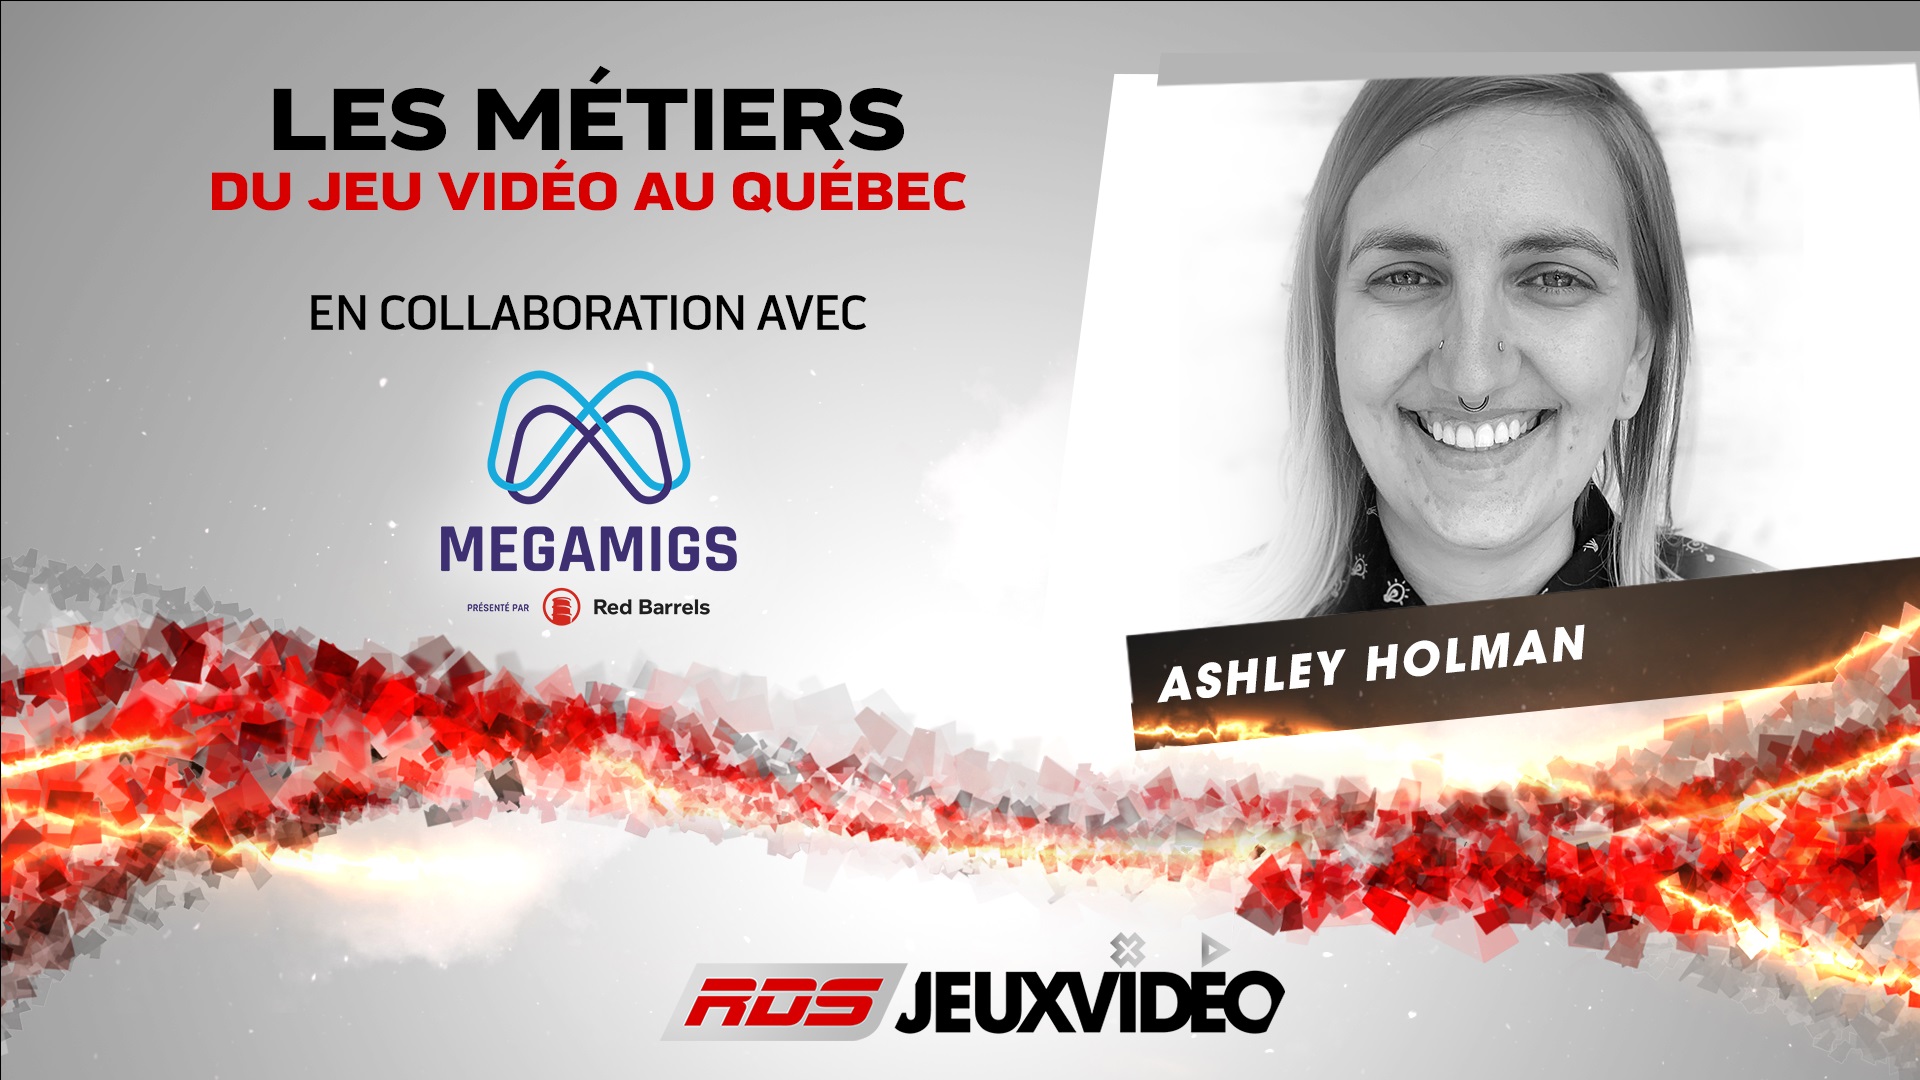 LES MÉTIERS
DU JEU VIDÉO AU QUÉBEC
EN COLLABORATION AVEC
MEGAMIGS
PRÉSENTÉ PAR Red Barrels
ASHLEY HOLMAN
RDS JEUXVIDEO